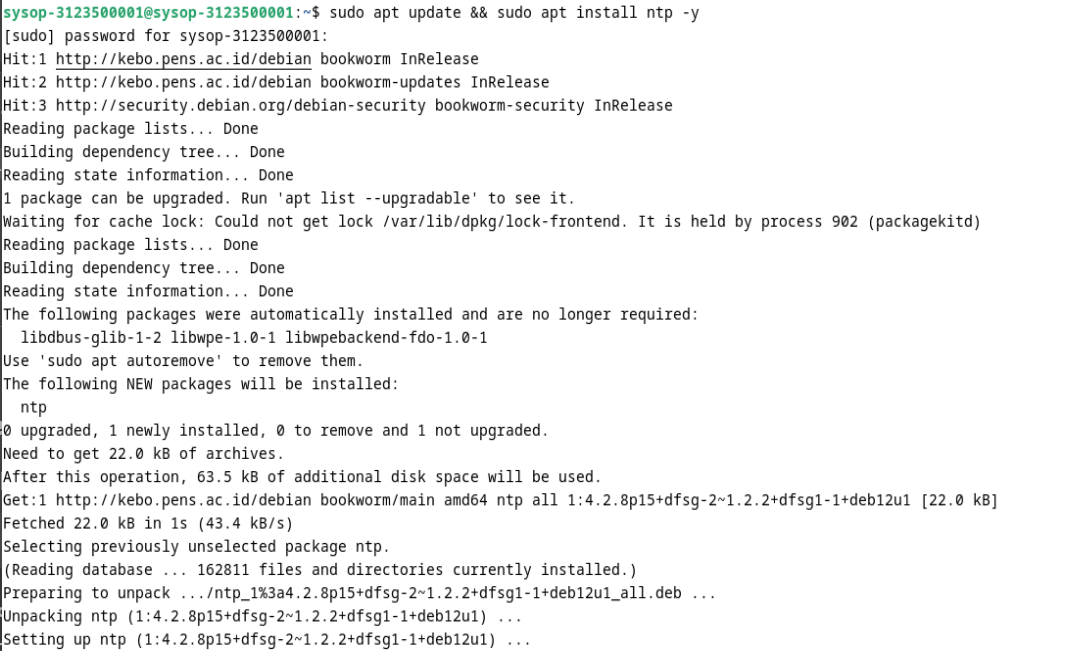 sysop-3123500001@sysop-3123500001:~$ sudo apt update && sudo apt install ntp -y
[sudo] password for sysop-3123500001:
Hit:1 http://kebo.pens.ac.id/debian bookworm InRelease
Hit:2 http://kebo.pens.ac.id/debian bookworm-updates InRelease
Hit:3 http://security.debian.org/debian-security bookworm-security InRelease
Reading package lists... Done
Building dependency tree... Done
Reading state information... Done
1 package can be upgraded. Run 'apt list --upgradable' to see it.
Waiting for cache lock: Could not get lock /var/lib/dpkg/lock-frontend. It is held by process 902 (packagekitd)
Reading package lists... Done
Building dependency tree... Done
Reading state information... Done
The following packages were automatically installed and are no longer required:
  libdbus-glib-1-2 libwpe-1.0-1 libwpebackend-fdo-1.0-1
Use 'sudo apt autoremove' to remove them.
The following NEW packages will be installed:
  ntp
0 upgraded, 1 newly installed, 0 to remove and 1 not upgraded.
Need to get 22.0 kB of archives.
After this operation, 63.5 kB of additional disk space will be used.
Get:1 http://kebo.pens.ac.id/debian bookworm/main amd64 ntp all 1:4.2.8p15+dfsg-2~1.2.2+dfsg1-1+deb12u1 [22.0 kB]
Fetched 22.0 kB in 1s (43.4 kB/s)
Selecting previously unselected package ntp.
(Reading database ... 162811 files and directories currently installed.)
Preparing to unpack .../ntp_1%3a4.2.8p15+dfsg-2~1.2.2+dfsg1-1+deb12u1_all.deb ...
Unpacking ntp (1:4.2.8p15+dfsg-2~1.2.2+dfsg1-1+deb12u1) ...
Setting up ntp (1:4.2.8p15+dfsg-2~1.2.2+dfsg1-1+deb12u1) ...